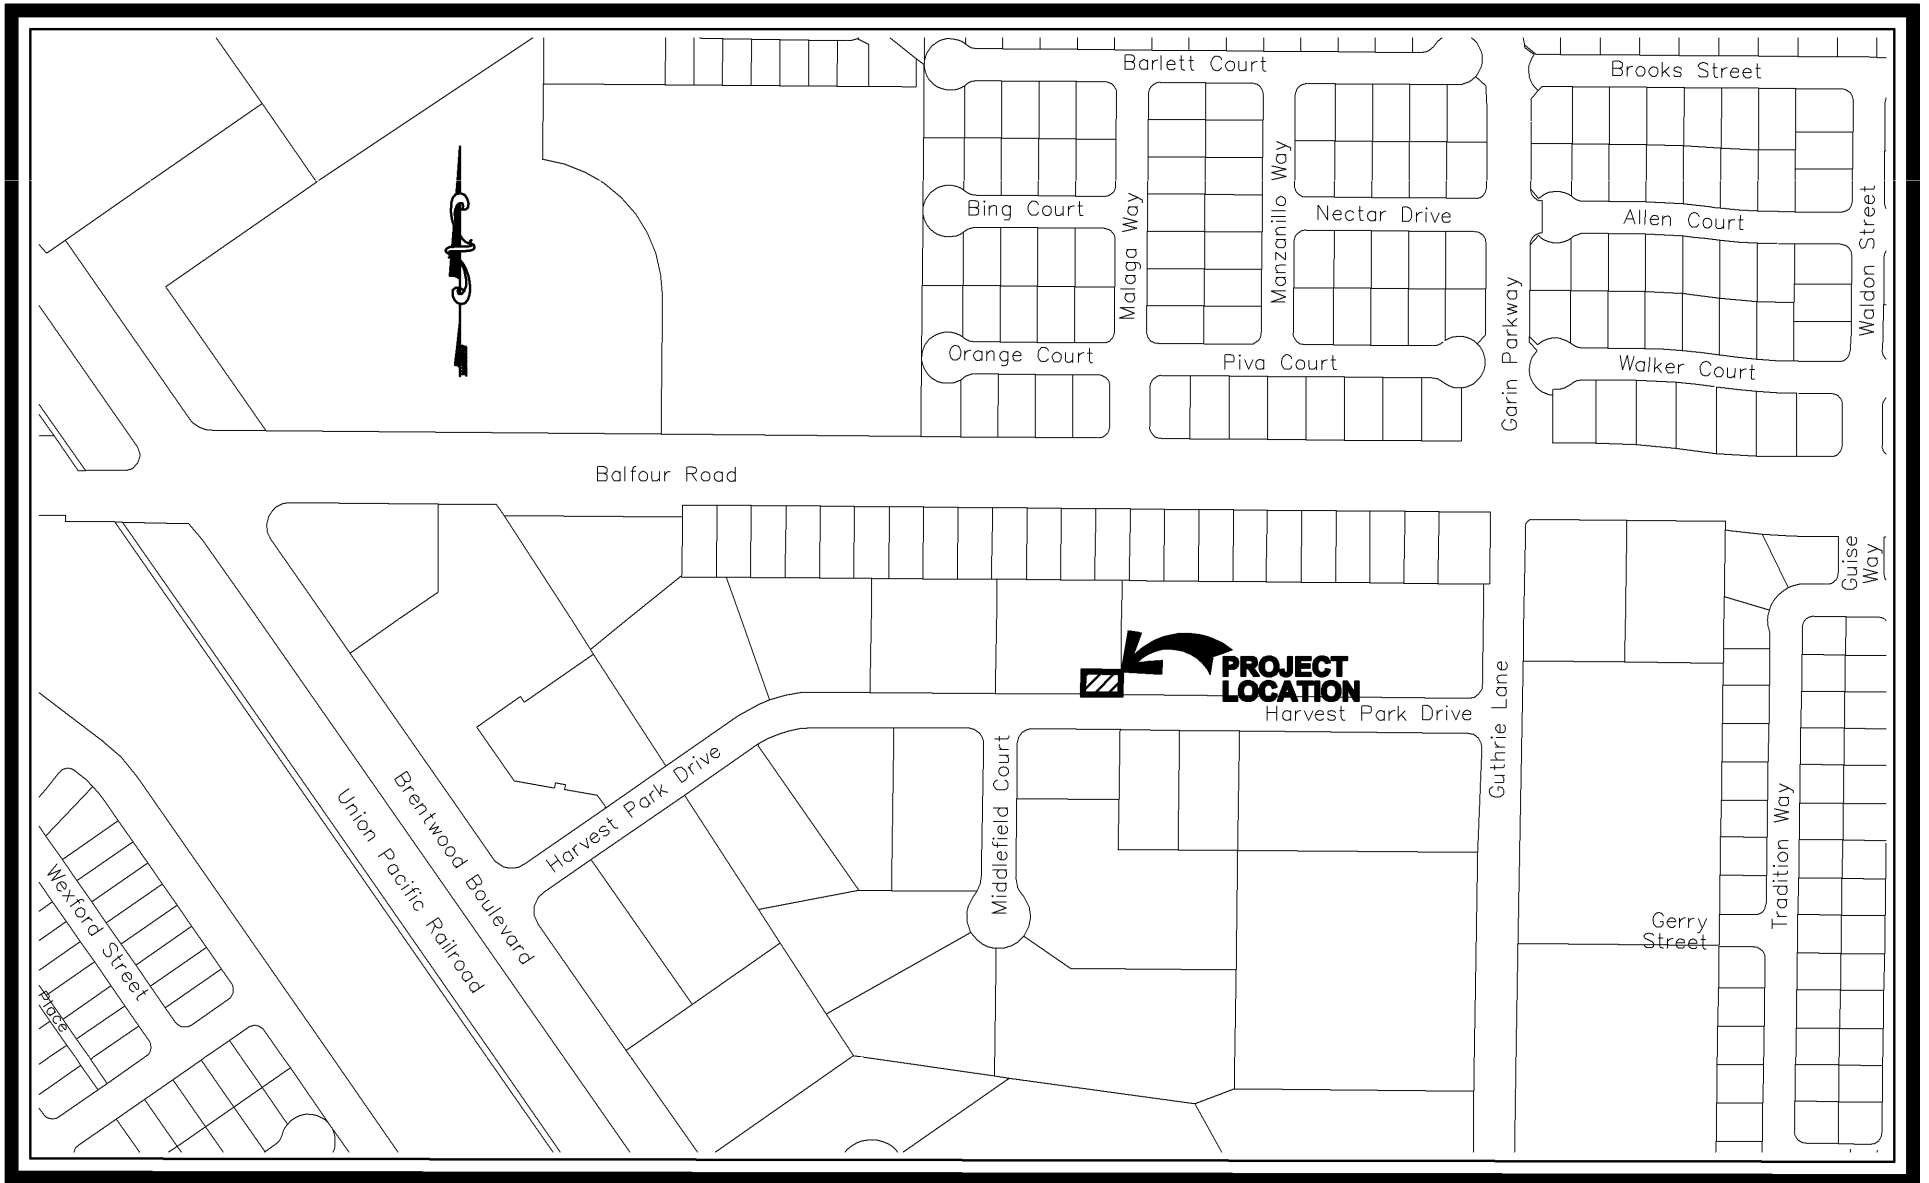 Barlett Court
Brooks Street
Bing Court
Malaga Way
Manzanillo Way
Nectar Drive
Allen Court
Waldon Street
Orange Court
Piva Court
Garin Parkway
Walker Court
Balfour Road
Guise
Way
PROJECT
LOCATION
Harvest Park Drive
Guthrie Lane
Harvest Park Drive
Middlefield Court
Brentwood Boulevard
Union Pacific Railroad
Tradition Way
Wexford Street
Gerry
Street
Place